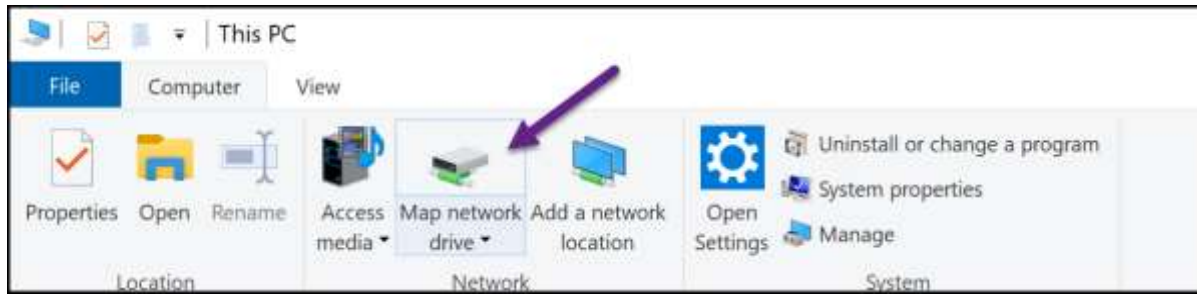 This PC
File Computer View
Properties Open Rename Access media Map network drive Add a network location Open Settings
Uninstall or change a program
System properties
Manage
Location Network System